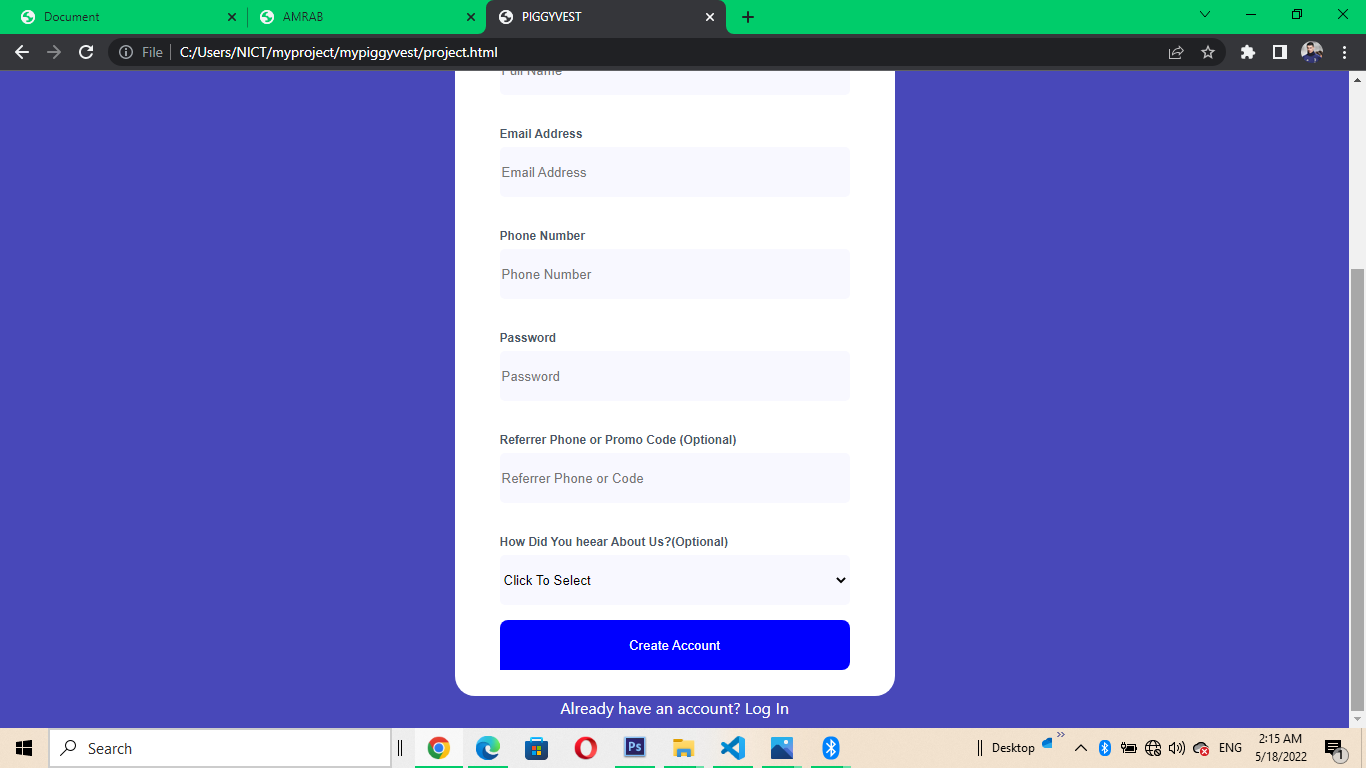 Document
AMRAB
PIGGYVEST
File
C:/Users/NICT/myproject/mypiggyvest/project.html
Full Name
Email Address
Email Address
Phone Number
Phone Number
Password
Password
Referrer Phone or Promo Code (Optional)
Referrer Phone or Code
How Did You heear About Us?(Optional)
Click To Select
Create Account
Already have an account? Log In
Search
Ps
Desktop
ENG
2:15 AM
5/18/2022
1